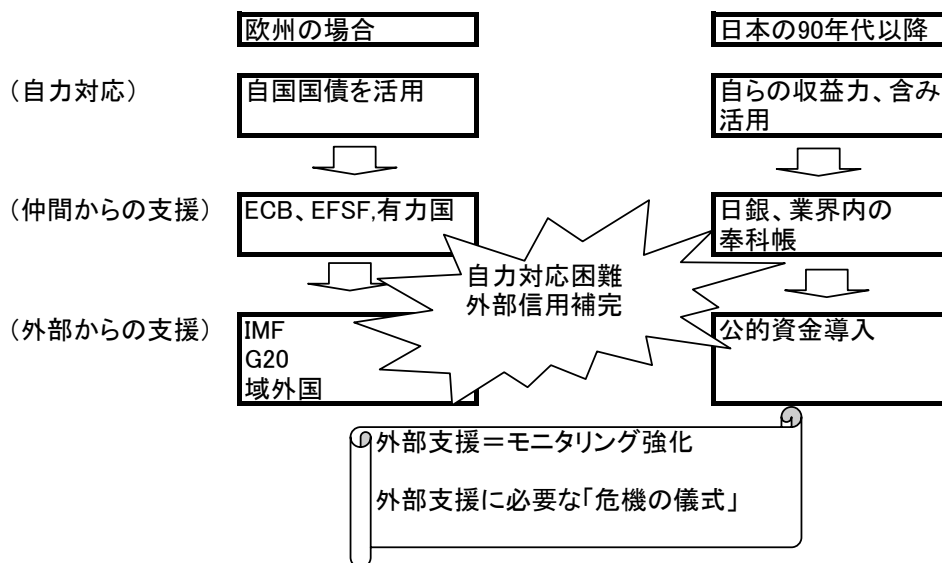 欧州の場合
日本の90年代以降
(自力対応)
自国国債を活用
自らの収益力、含み
活用
(仲間からの支援)
ECB、EFSF,有力国
日銀、業界内の
奉科帳
自力対応困難
外部信用補完
(外部からの支援)
IMF
G20
域外国
公的資金導入
外部支援=モニタリング強化
外部支援に必要な「危機の儀式」